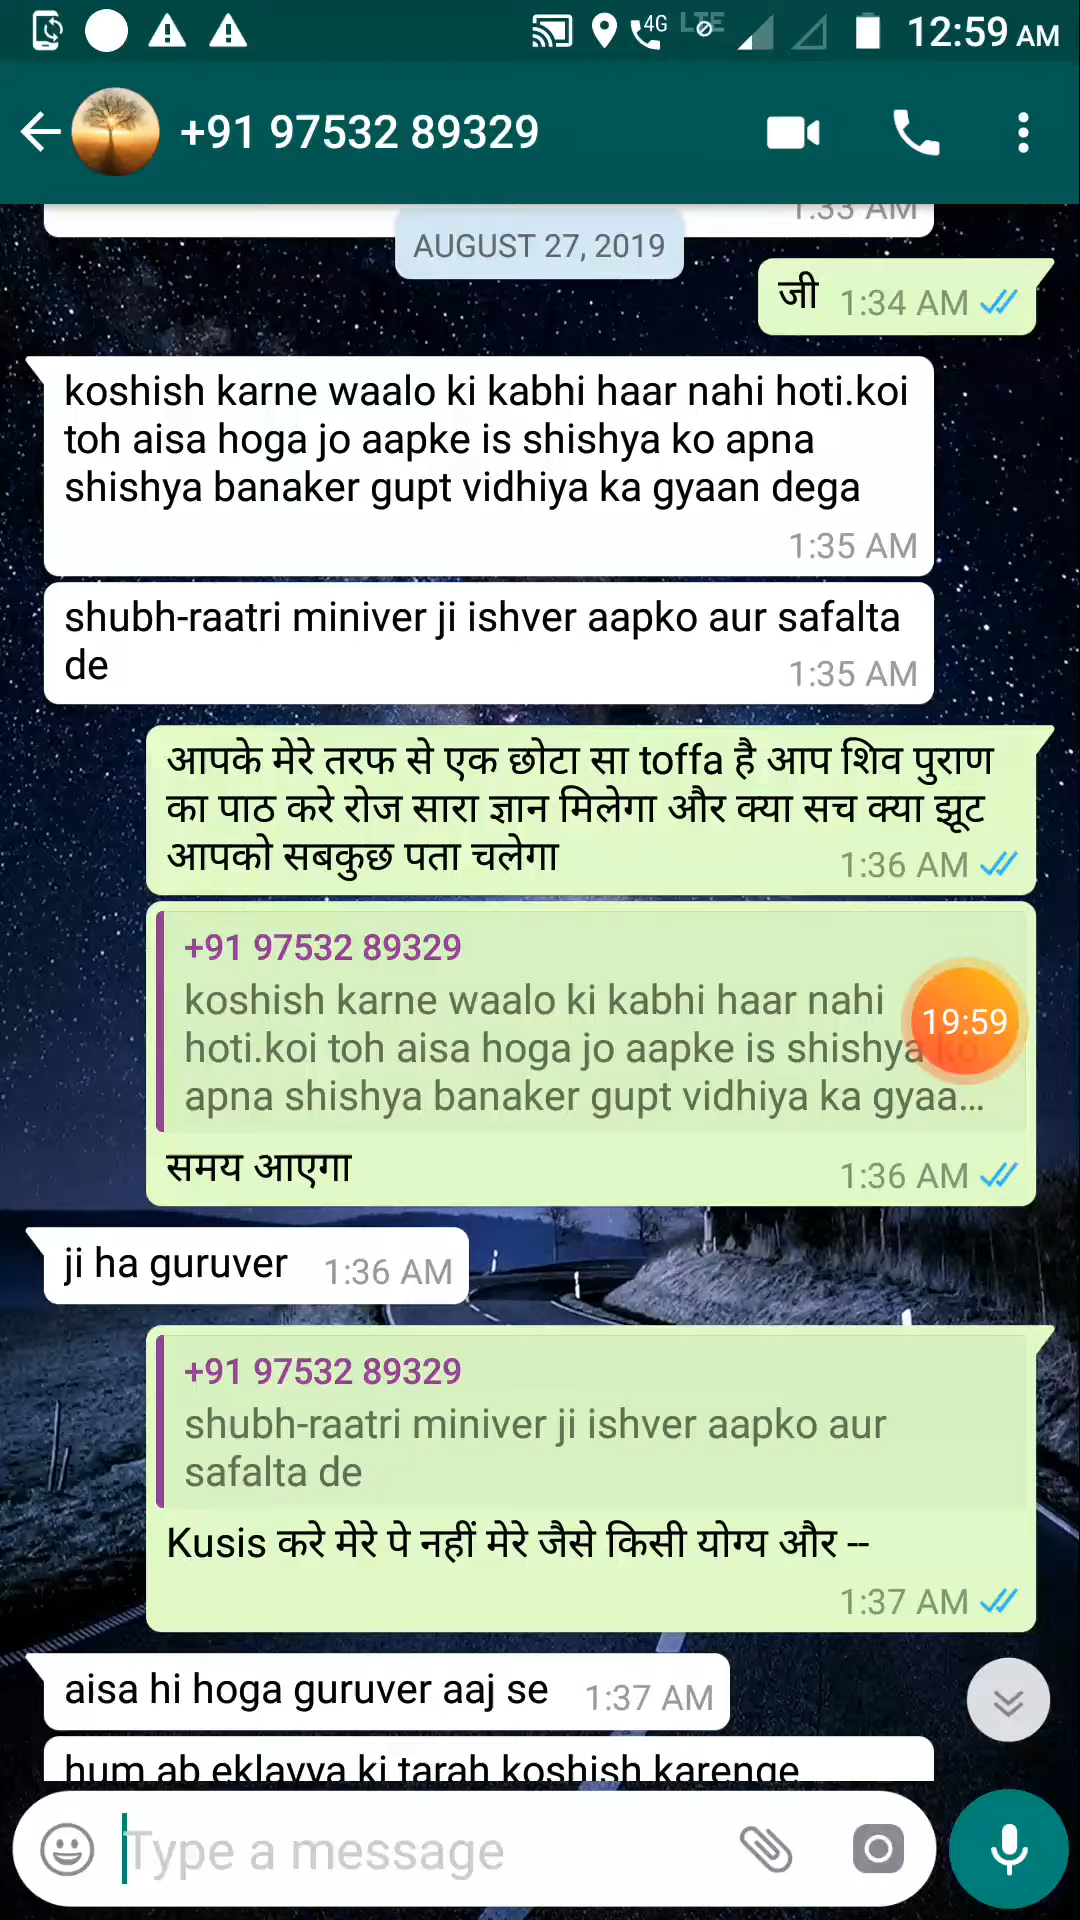 4G LTE 12:59 AM
+91 97532 89329
1:33 AM
AUGUST 27, 2019
जी 1:34 AM
koshish karne waalo ki kabhi haar nahi hoti.koi
toh aisa hoga jo aapke is shishya ko apna
shishya banaker gupt vidhiya ka gyaan dega
1:35 AM
shubh-raatri miniver ji ishver aapko aur safalta
de 1:35 AM
आपके मेरे तरफ से एक छोटा सा toffa है आप शिव पुराण
का पाठ करे रोज सारा ज्ञान मिलेगा और क्या सच क्या झूट
आपको सबकुछ पता चलेगा 1:36 AM
+91 97532 89329
koshish karne waalo ki kabhi haar nahi
19:59
hoti.koi toh aisa hoga jo aapke is shishya ko
apna shishya banaker gupt vidhiya ka gyaa...
समय आएगा 1:36 AM
ji ha guruver 1:36 AM
+91 97532 89329
shubh-raatri miniver ji ishver aapko aur
safalta de
Kusis करे मेरे पे नहीं मेरे जैसे किसी योग्य और --
1:37 AM
aisa hi hoga guruver aaj se 1:37 AM
hum ab eklavya ki tarah koshish karenge
Type a message